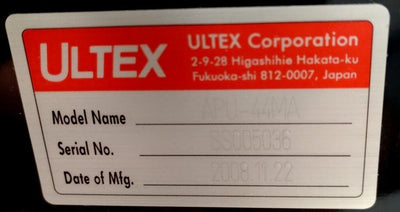 ULTEX
ULTEX Corporation
2-9-28 Higashihie Hakata-ku
Fukuoka-shi 812-0007, Japan
Model Name APU-44MA
Serial No. SS005036
Date of Mfg. 2008.11.22